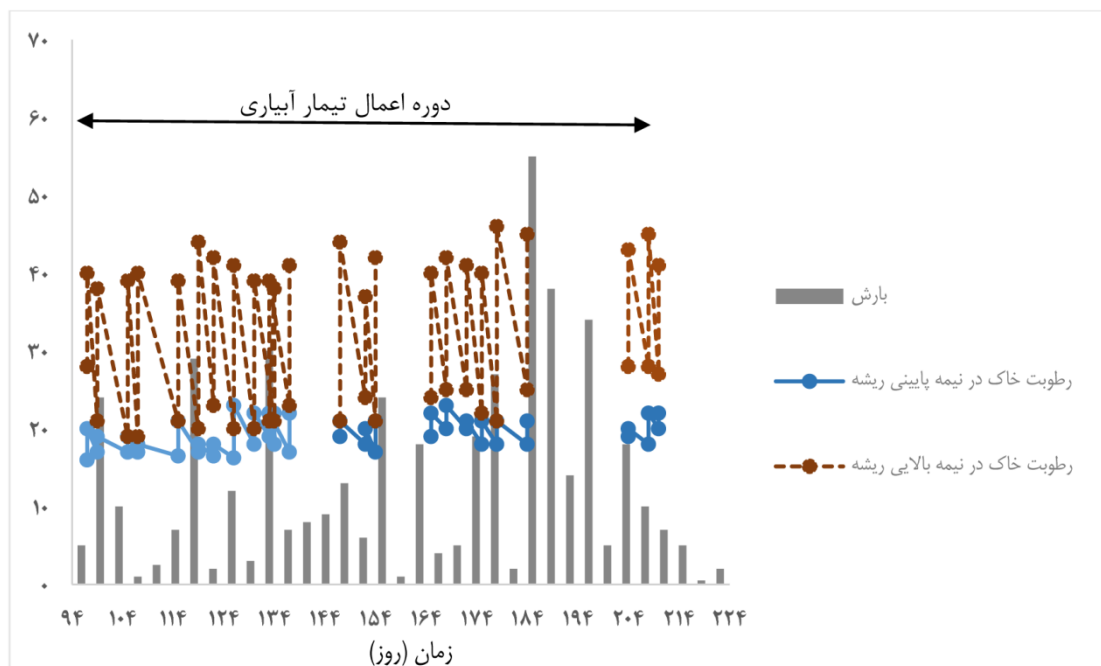 ۷۰
۶۰
۵۰
۴۰
۳۰
۲۰
۱۰
۰
دوره اعمال تیمار آبیاری
بارش
رطوبت خاک در نیمه پایینی ریشه
رطوبت خاک در نیمه بالایی ریشه
۹۴ ۱۰۴ ۱۱۴ ۱۲۴ ۱۳۴ ۱۴۴ ۱۵۴ ۱۶۴ ۱۷۴ ۱۸۴ ۱۹۴ ۲۰۴ ۲۱۴ ۲۲۴
زمان (روز)